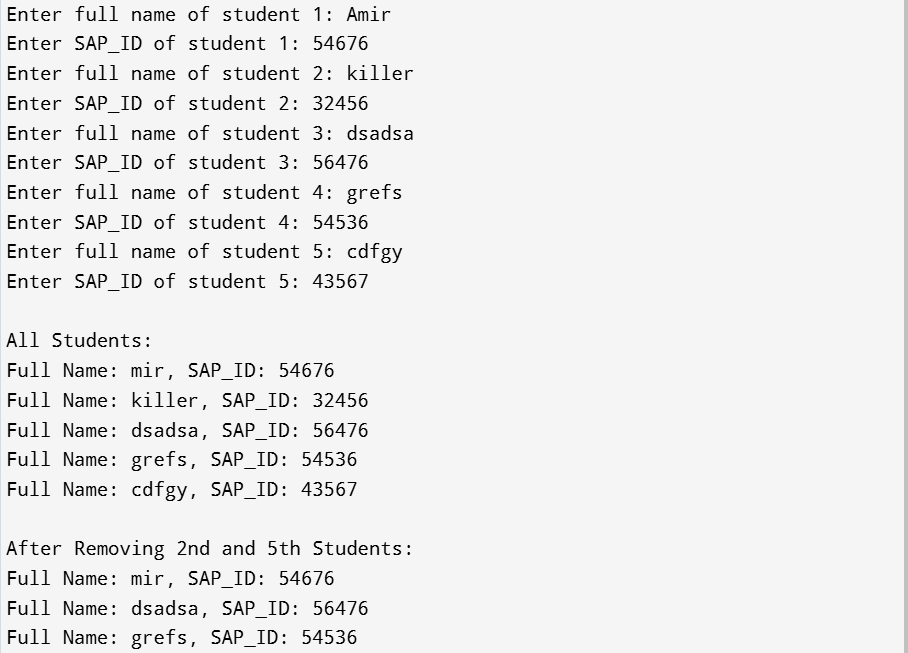 Enter full name of student 1: Amir
Enter SAP_ID of student 1: 54676
Enter full name of student 2: killer
Enter SAP_ID of student 2: 32456
Enter full name of student 3: dsadsa
Enter SAP_ID of student 3: 56476
Enter full name of student 4: grefs
Enter SAP_ID of student 4: 54536
Enter full name of student 5: cdfgy
Enter SAP_ID of student 5: 43567
All Students:
Full Name: mir, SAP_ID: 54676
Full Name: killer, SAP_ID: 32456
Full Name: dsadsa, SAP_ID: 56476
Full Name: grefs, SAP_ID: 54536
Full Name: cdfgy, SAP_ID: 43567
After Removing 2nd and 5th Students:
Full Name: mir, SAP_ID: 54676
Full Name: dsadsa, SAP_ID: 56476
Full Name: grefs, SAP_ID: 54536